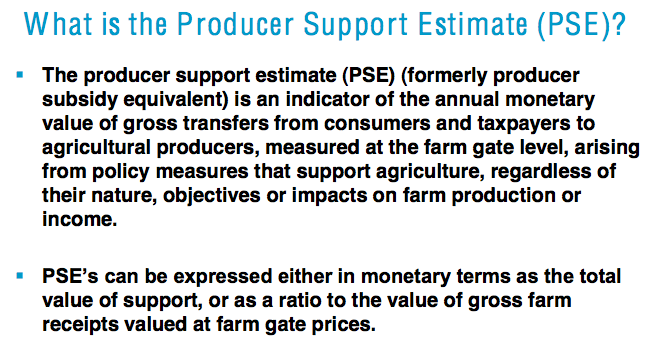 What is the Producer Support Estimate (PSE)?
▪ The producer support estimate (PSE) (formerly producer
subsidy equivalent) is an indicator of the annual monetary
value of gross transfers from consumers and taxpayers to
agricultural producers, measured at the farm gate level, arising
from policy measures that support agriculture, regardless of
their nature, objectives or impacts on farm production or
income.
▪ PSE's can be expressed either in monetary terms as the total
value of support, or as a ratio to the value of gross farm
receipts valued at farm gate prices.